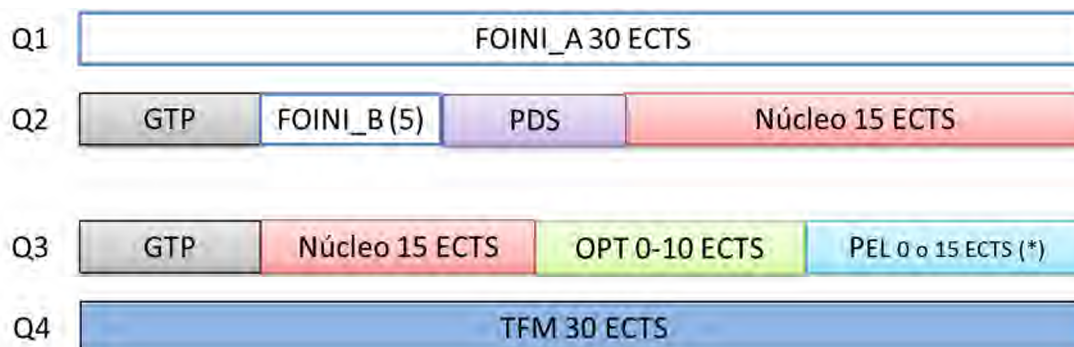 Q1 FOINI_A 30 ECTS
Q2 GTP FOINI_B (5) PDS Núcleo 15 ECTS
Q3 GTP Núcleo 15 ECTS OPT 0-10 ECTS PEL 0 o 15 ECTS (*)
Q4 TFM 30 ECTS